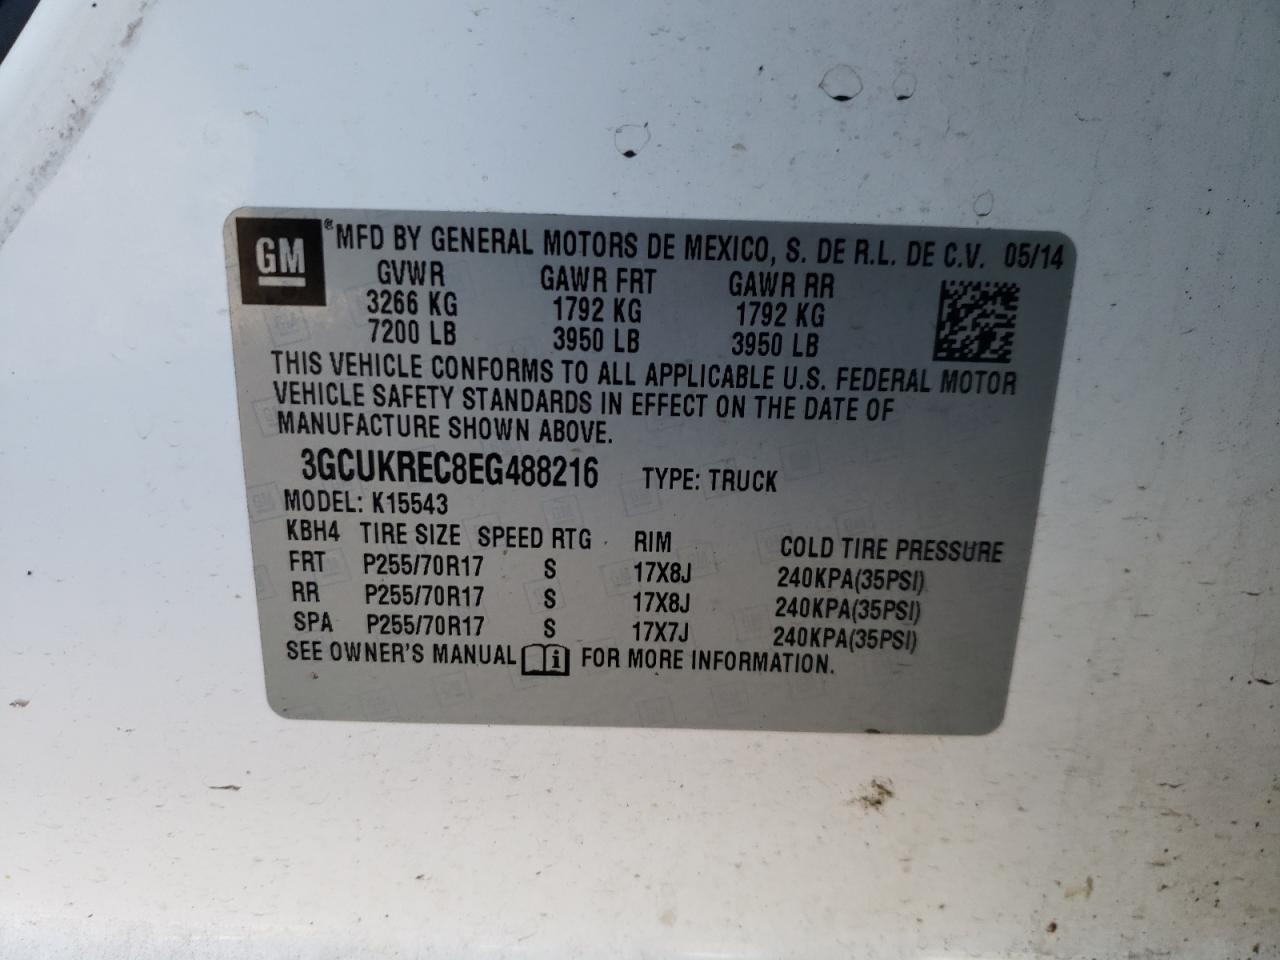 GM ® MFD BY GENERAL MOTORS DE MEXICO, S. DE R.L. DE C.V. 05/14
GVWR GAWR FRT GAWR RR
3266 KG 1792 KG 1792 KG
7200 LB 3950 LB 3950 LB
THIS VEHICLE CONFORMS TO ALL APPLICABLE U.S. FEDERAL MOTOR
VEHICLE SAFETY STANDARDS IN EFFECT ON THE DATE OF
MANUFACTURE SHOWN ABOVE.
3GCUKREC8EG488216 TYPE: TRUCK
MODEL: K15543
KBH4 TIRE SIZE SPEED RTG RIM COLD TIRE PRESSURE
FRT P255/70R17 S 17X8J 240KPA(35PSI)
RR P255/70R17 S 17X8J 240KPA(35PSI)
SPA P255/70R17 S 17X7J 240KPA(35PSI)
SEE OWNER'S MANUAL i FOR MORE INFORMATION.